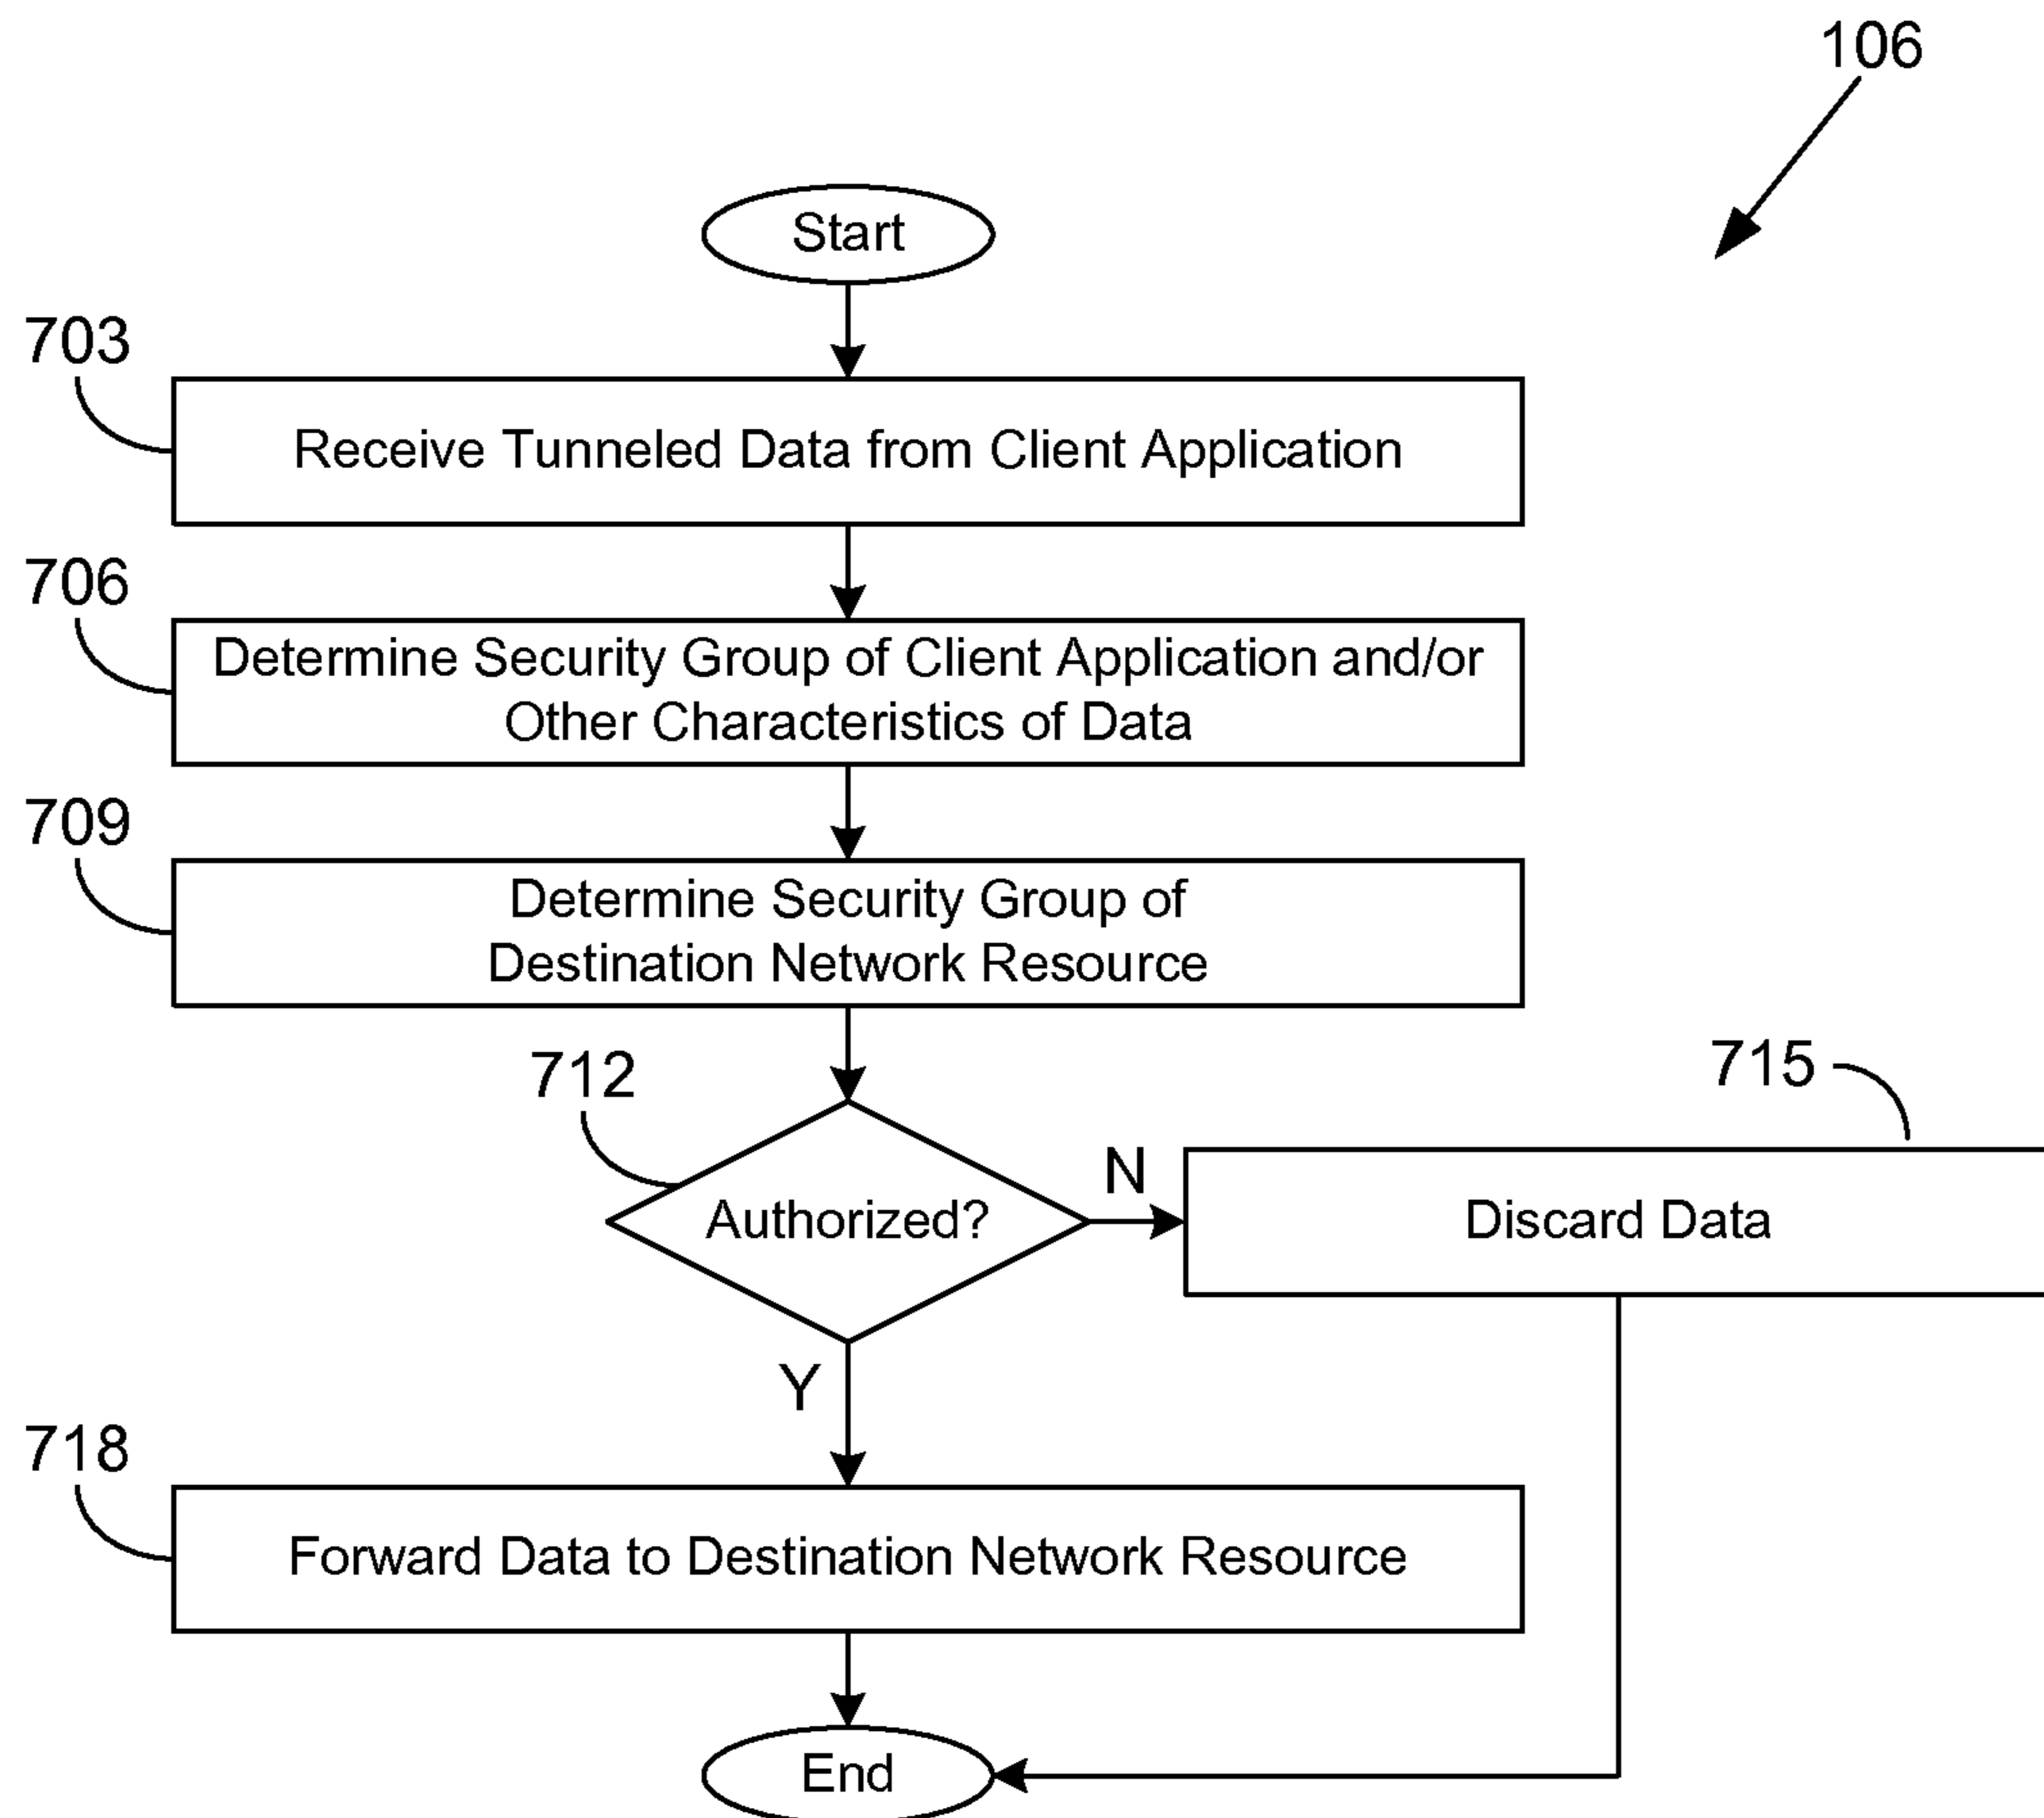 106
Start
703
Receive Tunneled Data from Client Application
706
Determine Security Group of Client Application and/or
Other Characteristics of Data
709
Determine Security Group of
Destination Network Resource
712
715
Authorized?
N
Discard Data
Y
718
Forward Data to Destination Network Resource
End